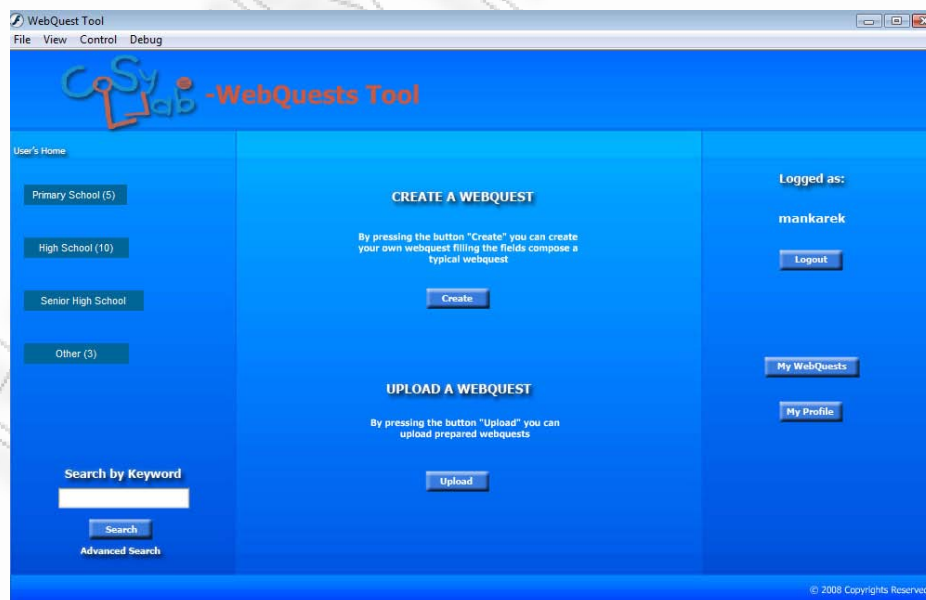 WebQuest Tool
File View Control Debug
CoSyLlab -WebQuests Tool
User's Home
Primary School (5)
High School (10)
Senior High School
Other (3)
Search by Keyword
Search
Advanced Search
CREATE A WEBQUEST
By pressing the button "Create" you can create
your own webquest filling the fields compose a
typical webquest
Create
UPLOAD A WEBQUEST
By pressing the button "Upload" you can
upload prepared webquests
Upload
Logged as:
mankarek
Logout
My WebQuests
My Profile
© 2008 Copyrights Reserved